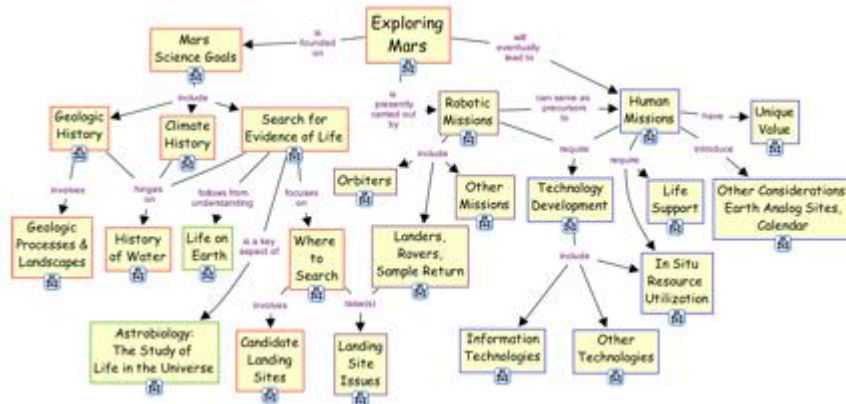 Exploring
Mars
is
founded
on
Mars
Science Goals
will
eventually
lead to
include
is
presently
carried out
by
Robotic
Missions
can serve as
precursors
to
Human
Missions
have
Unique
Value
Geologic
History
Climate
History
Search for
Evidence of Life
include
require
require
introduce
Orbiters
Other
Missions
Technology
Development
Life
Support
Other Considerations:
Earth Analog Sites,
Calendar
involves
hinges
on
follows from
understanding
focuses
on
Geologic
Processes &
Landscapes
History
of Water
Life on
Earth
is a key
aspect of
Where
to
Search
Landers,
Rovers,
Sample Return
include
In Situ
Resource
Utilization
involves
Astrobiology:
The Study of
Life in the Universe
Candidate
Landing
Sites
Landing
Site
Issues
Information
Technologies
Other
Technologies